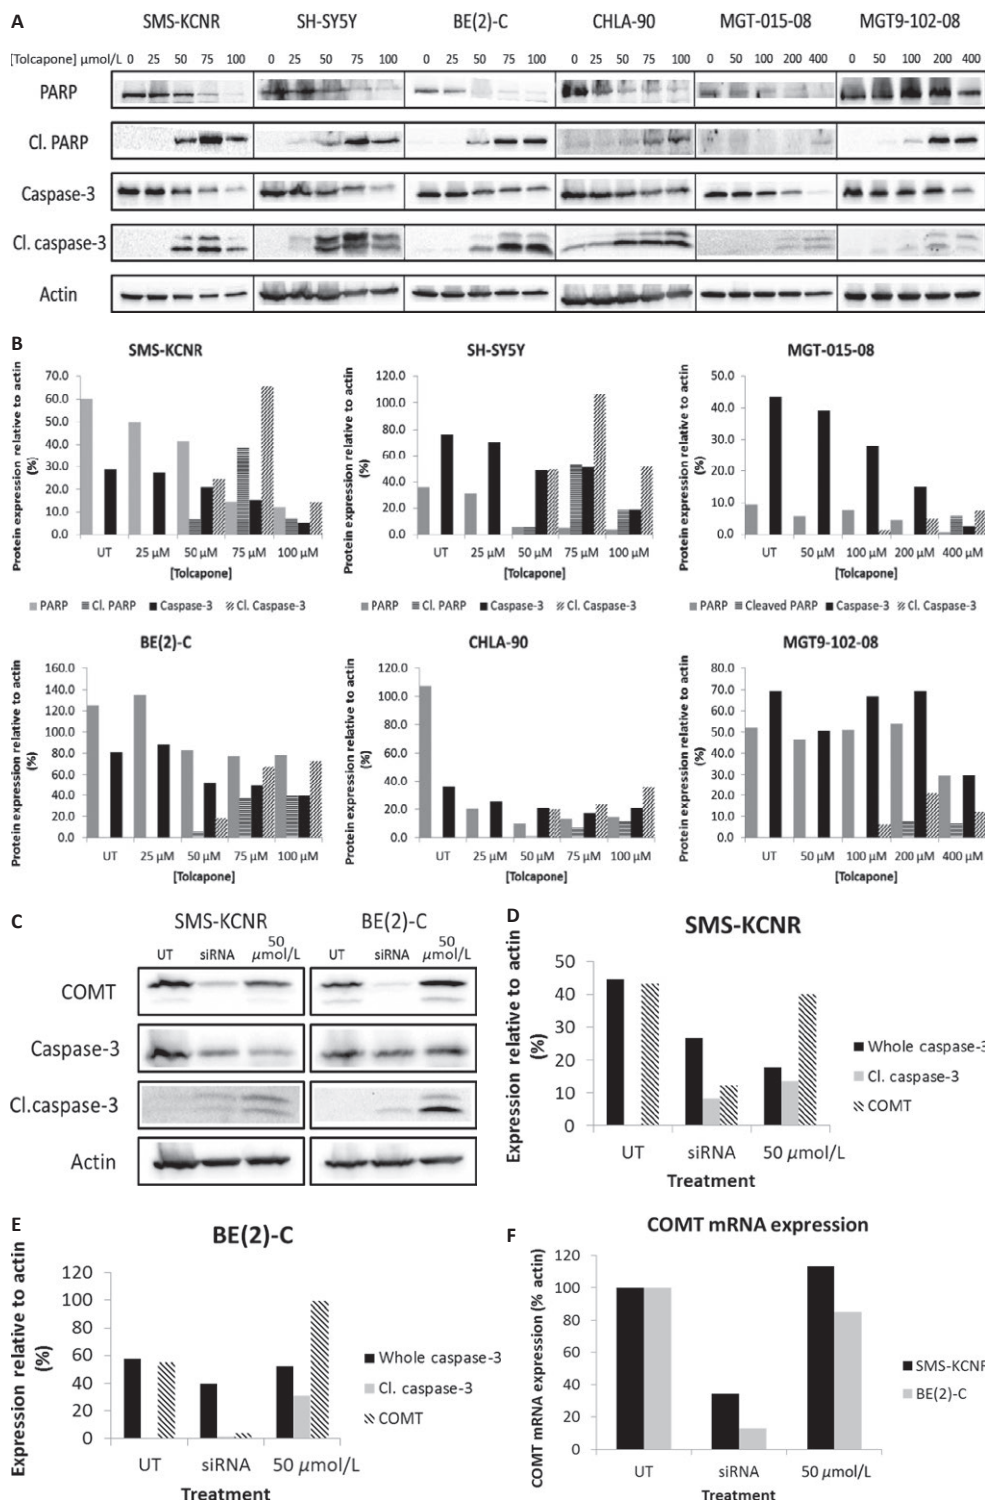 A
SMS-KCNR SH-SY5Y BE(2)-C CHLA-90 MGT-015-08 MGT9-102-08
[Tolcapone] µmol/L 0 25 50 75 100 0 25 50 75 100 0 25 50 75 100 0 25 50 75 100 0 50 100 200 400 0 50 100 200 400
PARP
Cl. PARP
Caspase-3
Cl. caspase-3
Actin
B
SMS-KCNR
Protein expression relative to actin (%)
70.0
60.0
50.0
40.0
30.0
20.0
10.0
0.0
UT 25 µM 50 µM 75 µM 100 µM
[Tolcapone]
PARP Cl. PARP Caspase-3 Cl. Caspase-3
SH-SY5Y
Protein expression relative to actin (%)
120.0
100.0
80.0
60.0
40.0
20.0
0.0
UT 25 µM 50 µM 75 µM 100 µM
[Tolcapone]
PARP Cl. PARP Caspase-3 Cl. Caspase-3
MGT-015-08
Protein expression relative to actin (%)
50.0
40.0
30.0
20.0
10.0
0.0
UT 50 µM 100 µM 200 µM 400 µM
[Tolcapone]
PARP Cleaved PARP Caspase-3 Cl. Caspase-3
BE(2)-C
Protein expression relative to actin (%)
160.0
140.0
120.0
100.0
80.0
60.0
40.0
20.0
0.0
UT 25 µM 50 µM 75 µM 100 µM
[Tolcapone]
CHLA-90
Protein expression relative to actin (%)
120.0
100.0
80.0
60.0
40.0
20.0
0.0
UT 25 µM 50 µM 75 µM 100 µM
[Tolcapone]
MGT9-102-08
Protein expression relative to actin (%)
80.0
70.0
60.0
50.0
40.0
30.0
20.0
10.0
0.0
UT 50 µM 100 µM 200 µM 400 µM
[Tolcapone]
C
SMS-KCNR BE(2)-C
UT siRNA 50 µmol/L UT siRNA 50 µmol/L
COMT
Caspase-3
Cl.caspase-3
Actin
D
SMS-KCNR
Expression relative to actin (%)
50
40
30
20
10
0
UT siRNA 50 µmol/L
Treatment
Whole caspase-3
Cl. caspase-3
COMT
E
BE(2)-C
Expression relative to actin (%)
120
100
80
60
40
20
0
UT siRNA 50 µmol/L
Treatment
Whole caspase-3
Cl. caspase-3
COMT
F
COMT mRNA expression
COMT mRNA expression (% actin)
120
100
80
60
40
20
0
UT siRNA 50 µmol/L
Treatment
SMS-KCNR
BE(2)-C